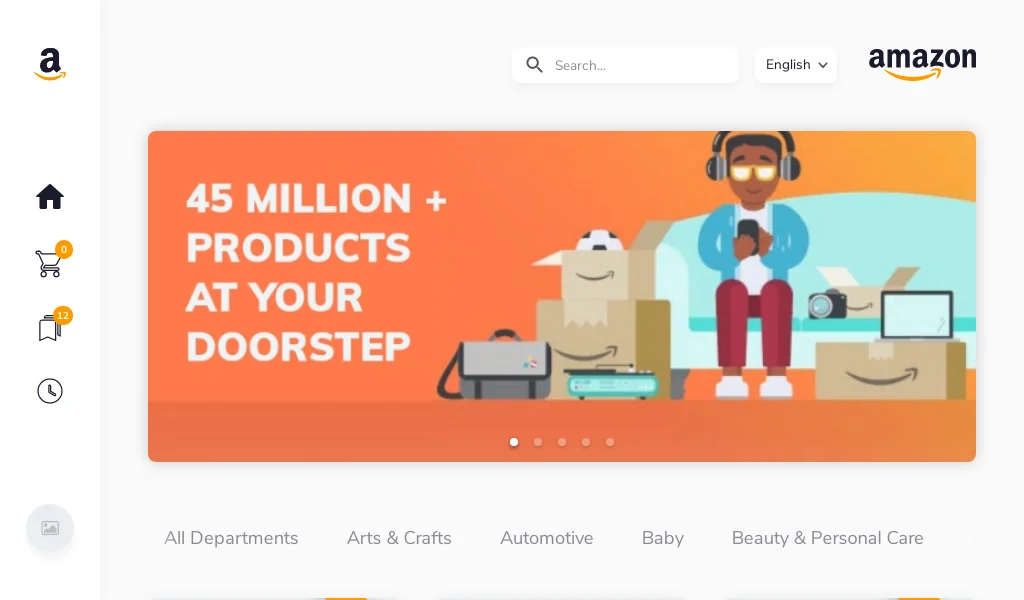 a
Search...
English
amazon
0
12
45 MILLION +
PRODUCTS
AT YOUR
DOORSTEP
All Departments
Arts & Crafts
Automotive
Baby
Beauty & Personal Care